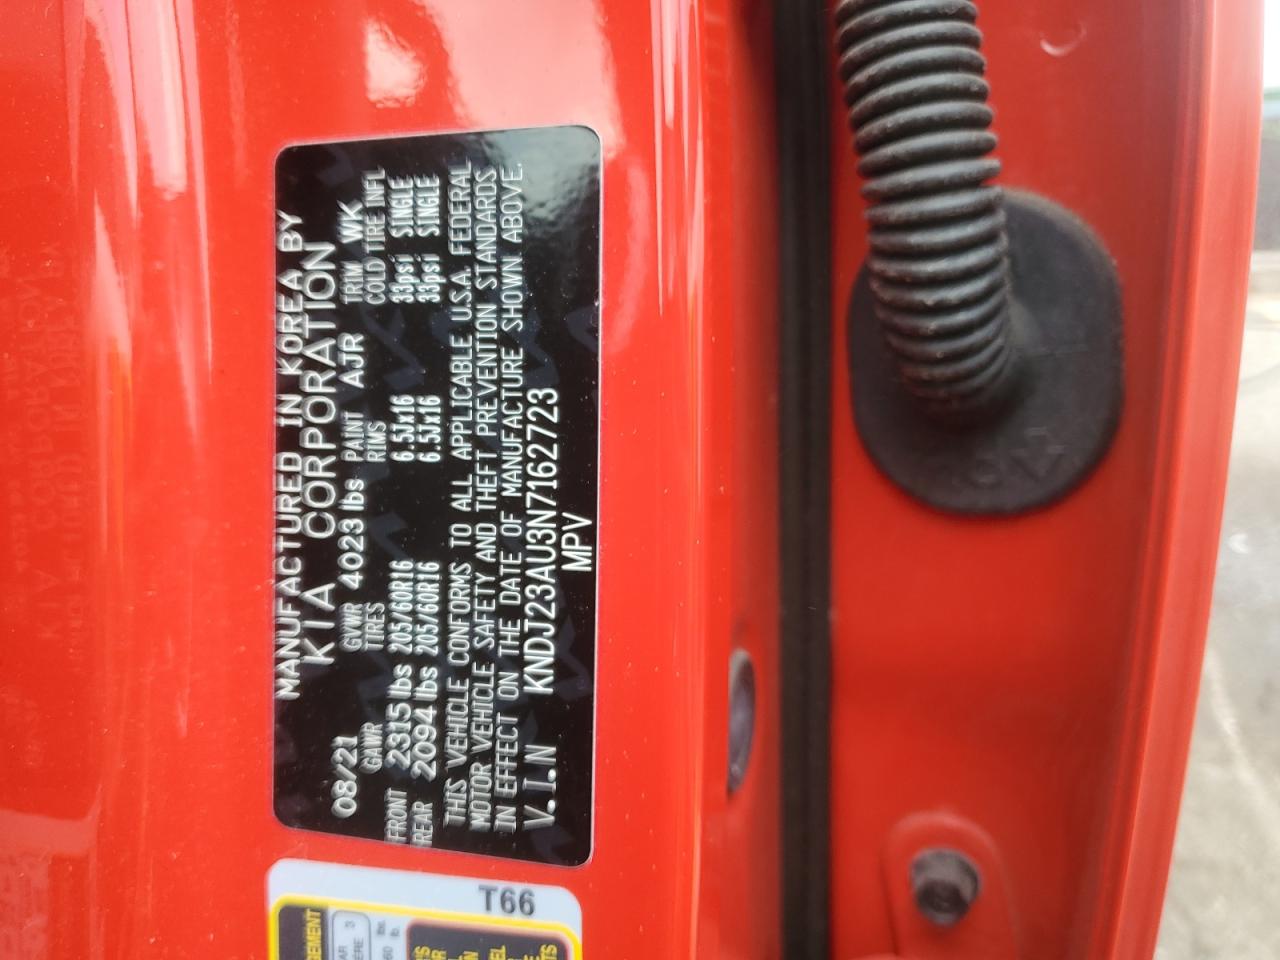 MANUFACTURED IN KOREA BY
KIA CORPORATION
08/21 GVWR 4023 lbs PAINT AJR TRIM WK
GAWR TIRES RIMS COLD TIRE INFL
FRONT 2315 lbs 205/60R16 6.5Jx16 33psi SINGLE
REAR 2094 lbs 205/60R16 6.5Jx16 33psi SINGLE
THIS VEHICLE CONFORMS TO ALL APPLICABLE U.S.A. FEDERAL
MOTOR VEHICLE SAFETY AND THEFT PREVENTION STANDARDS
IN EFFECT ON THE DATE OF MANUFACTURE SHOWN ABOVE.
V.I.N KNDJ23AU3N7162723
MPV
T66